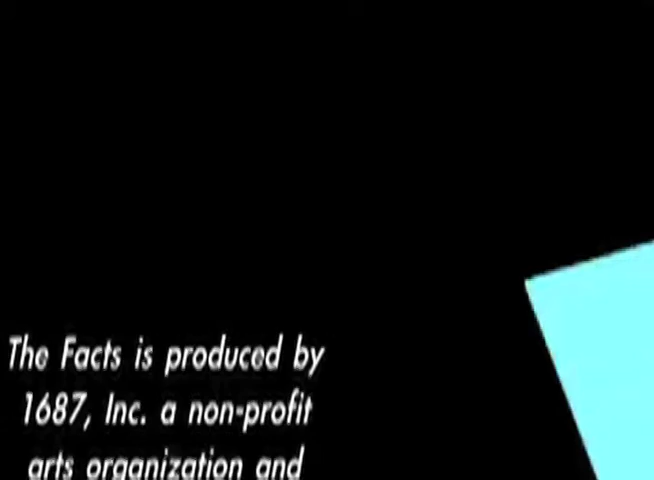 The Facts is produced by
1687, Inc. a non-profit
arts organization and